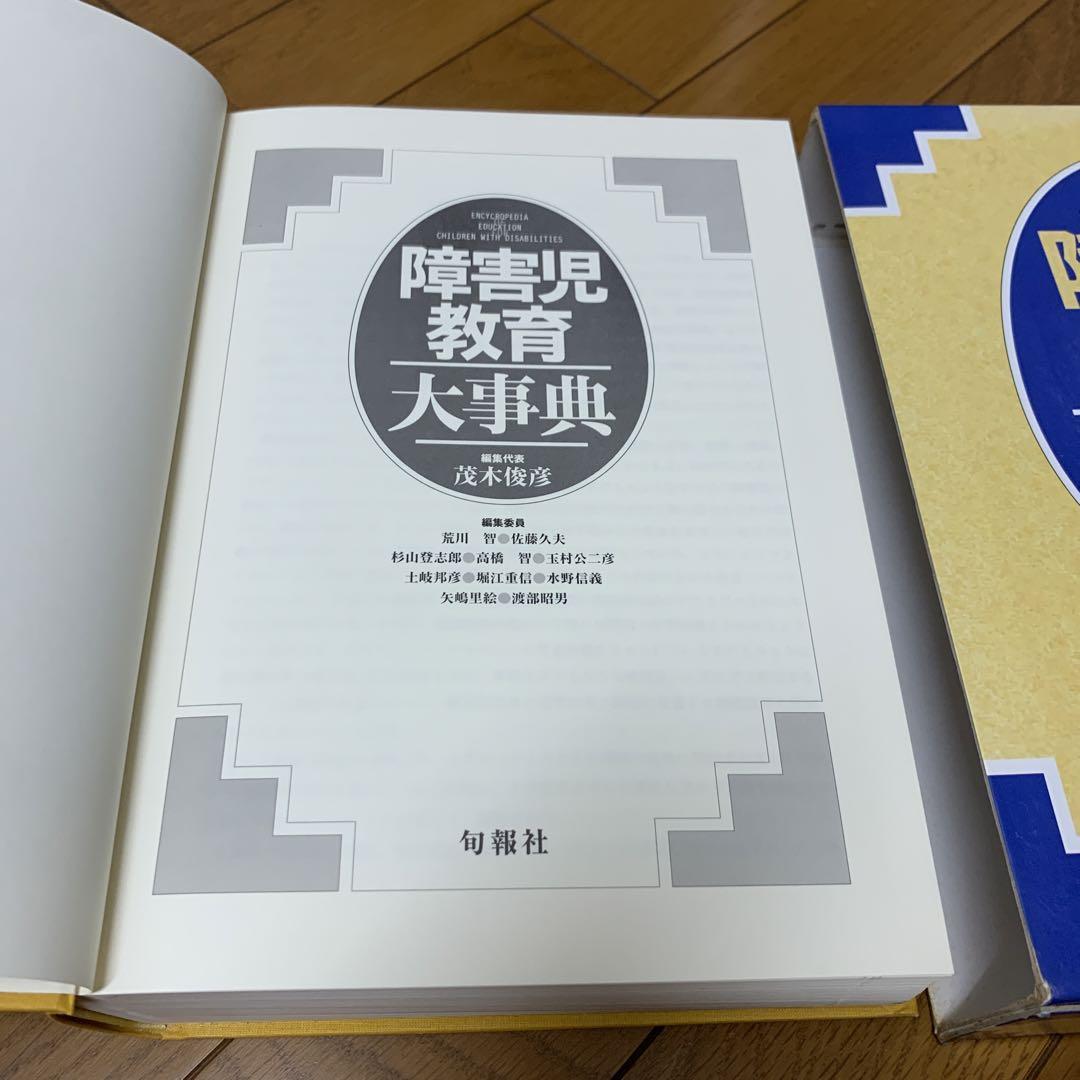 ENCYCROPEDIA
EDUCATION
CHILDREN WITH DISABILITIES
障害児
教育
大事典
編集代表
茂木俊彦
編集委員
荒川 智●佐藤久夫
杉山登志郎●高橋 智●玉村公二彦
土岐邦彦●堀江重信●水野信義
矢嶋里絵●渡部昭男
旬報社